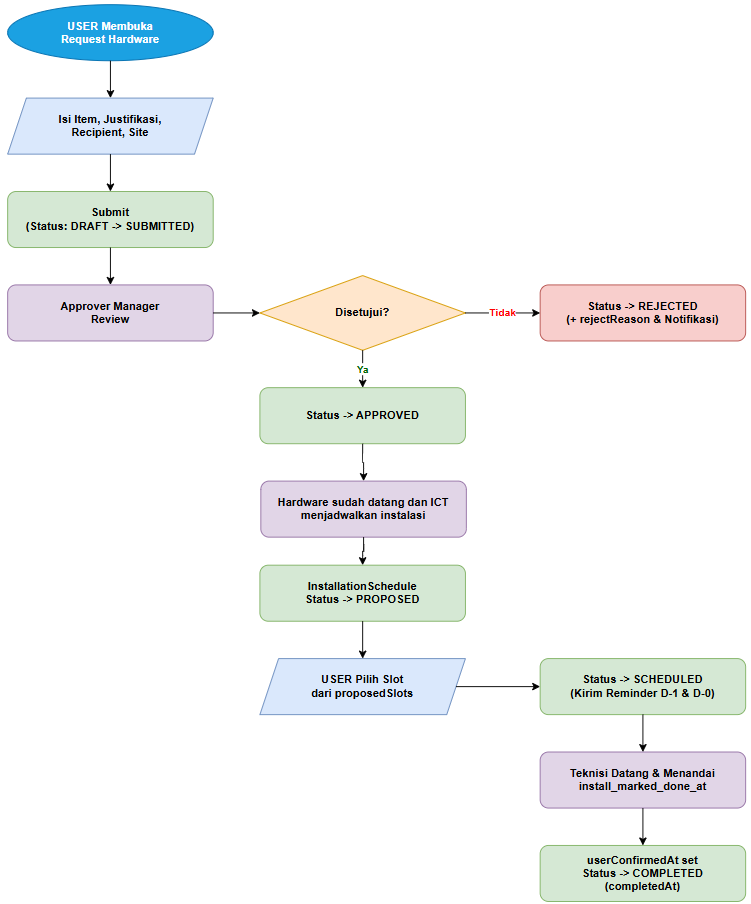 USER Membuka
Request Hardware
Isi Item, Justifikasi,
Recipient, Site
Submit
(Status: DRAFT -> SUBMITTED)
Approver Manager
Review
Disetujui?
Tidak
Status -> REJECTED
(+ rejectReason & Notifikasi)
Ya
Status -> APPROVED
Hardware sudah datang dan ICT
menjadwalkan instalasi
InstallationSchedule
Status -> PROPOSED
USER Pilih Slot
dari proposedSlots
Status -> SCHEDULED
(Kirim Reminder D-1 & D-0)
Teknisi Datang & Menandai
install_marked_done_at
userConfirmedAt set
Status -> COMPLETED
(completedAt)